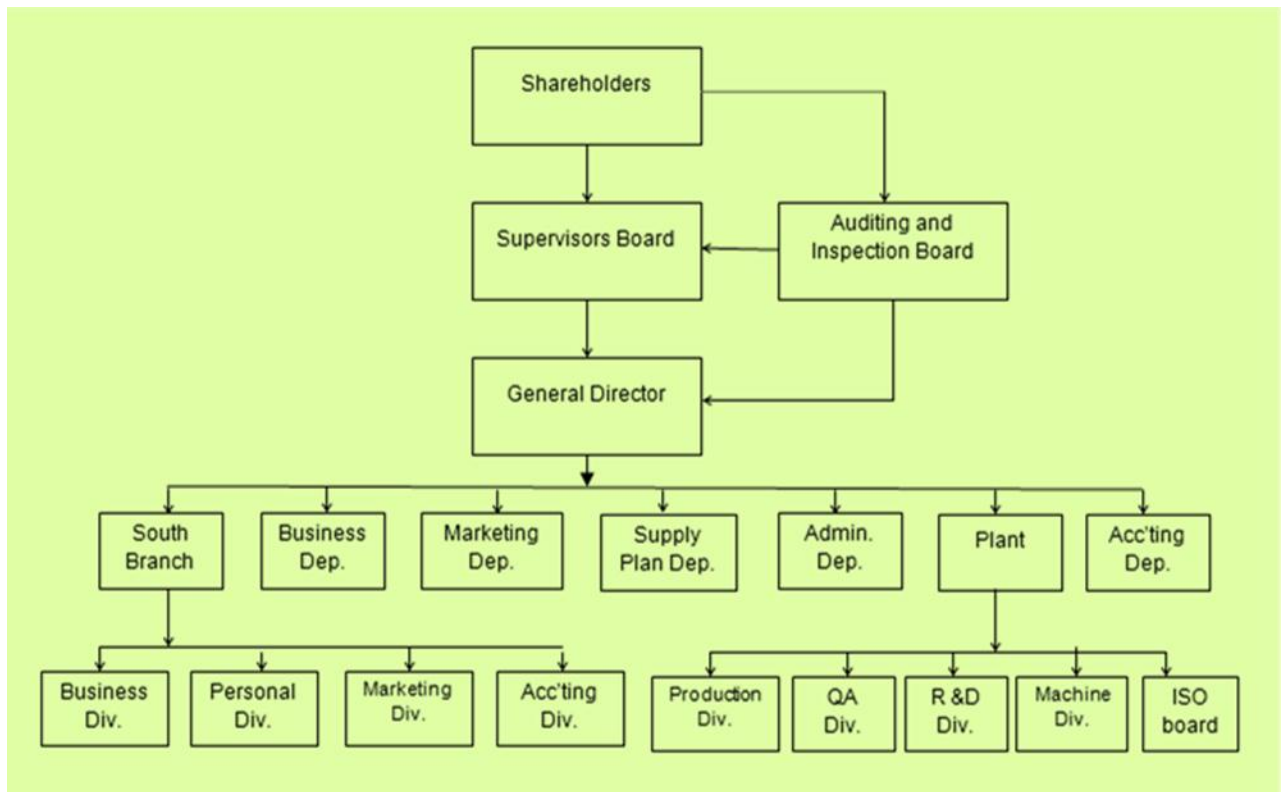 Shareholders
Supervisors Board
Auditing and
Inspection Board
General Director
South
Branch
Business
Dep.
Marketing
Dep.
Supply
Plan Dep.
Admin.
Dep.
Plant
Acc'ting
Dep.
Business
Div.
Personal
Div.
Marketing
Div.
Acc'ting
Div.
Production
Div.
QA
Div.
R &D
Div.
Machine
Div.
ISO
board